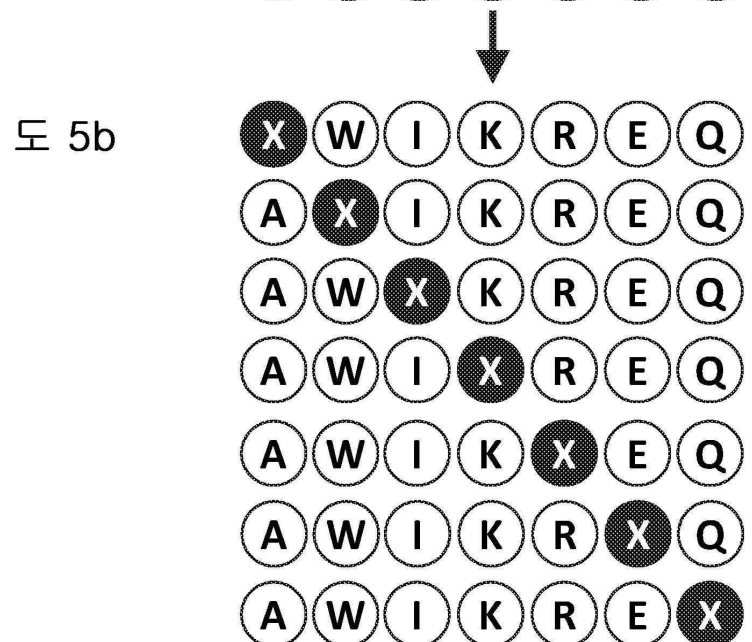 도 5b
X W I K R E Q
A X I K R E Q
A W X K R E Q
A W I X R E Q
A W I K X E Q
A W I K R X Q
A W I K R E X